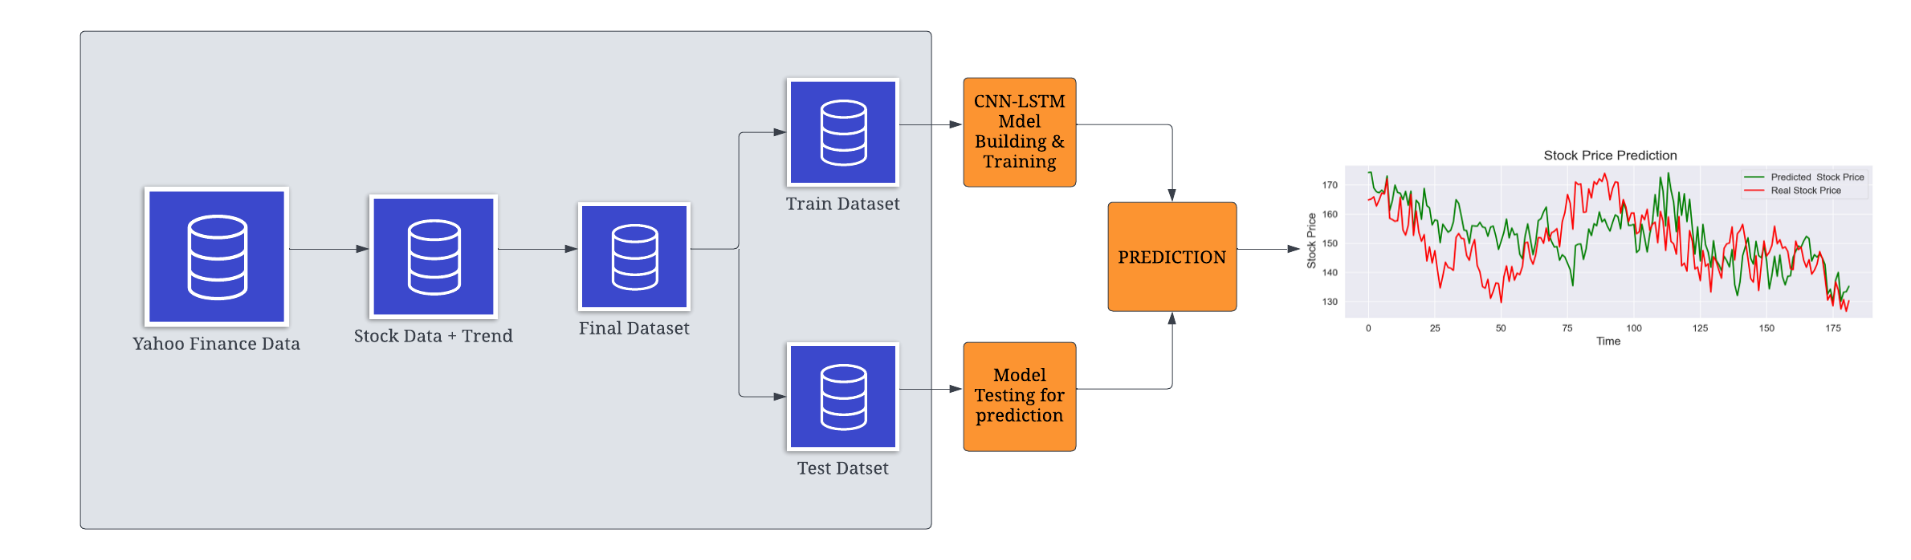 Yahoo Finance Data
Stock Data + Trend
Final Dataset
Train Dataset
Test Datset
CNN-LSTM
Mdel
Building &
Training
Model
Testing for
prediction
PREDICTION
Stock Price Prediction
Predicted Stock Price
Real Stock Price
Stock Price
170
160
150
140
130
0 25 50 75 100 125 150 175
Time